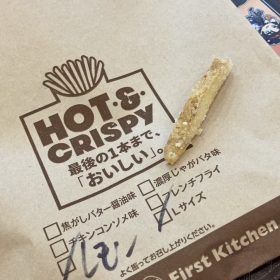 HOT&
CRISPY
最後の1本まで、
「おいしい」。
□焦がしバター醤油味
□濃厚じゃがバタ味
□チキンコンソメ味
□フレンチフライ
□Lサイズ
よく振ってお召し上がりください。
First Kitchen